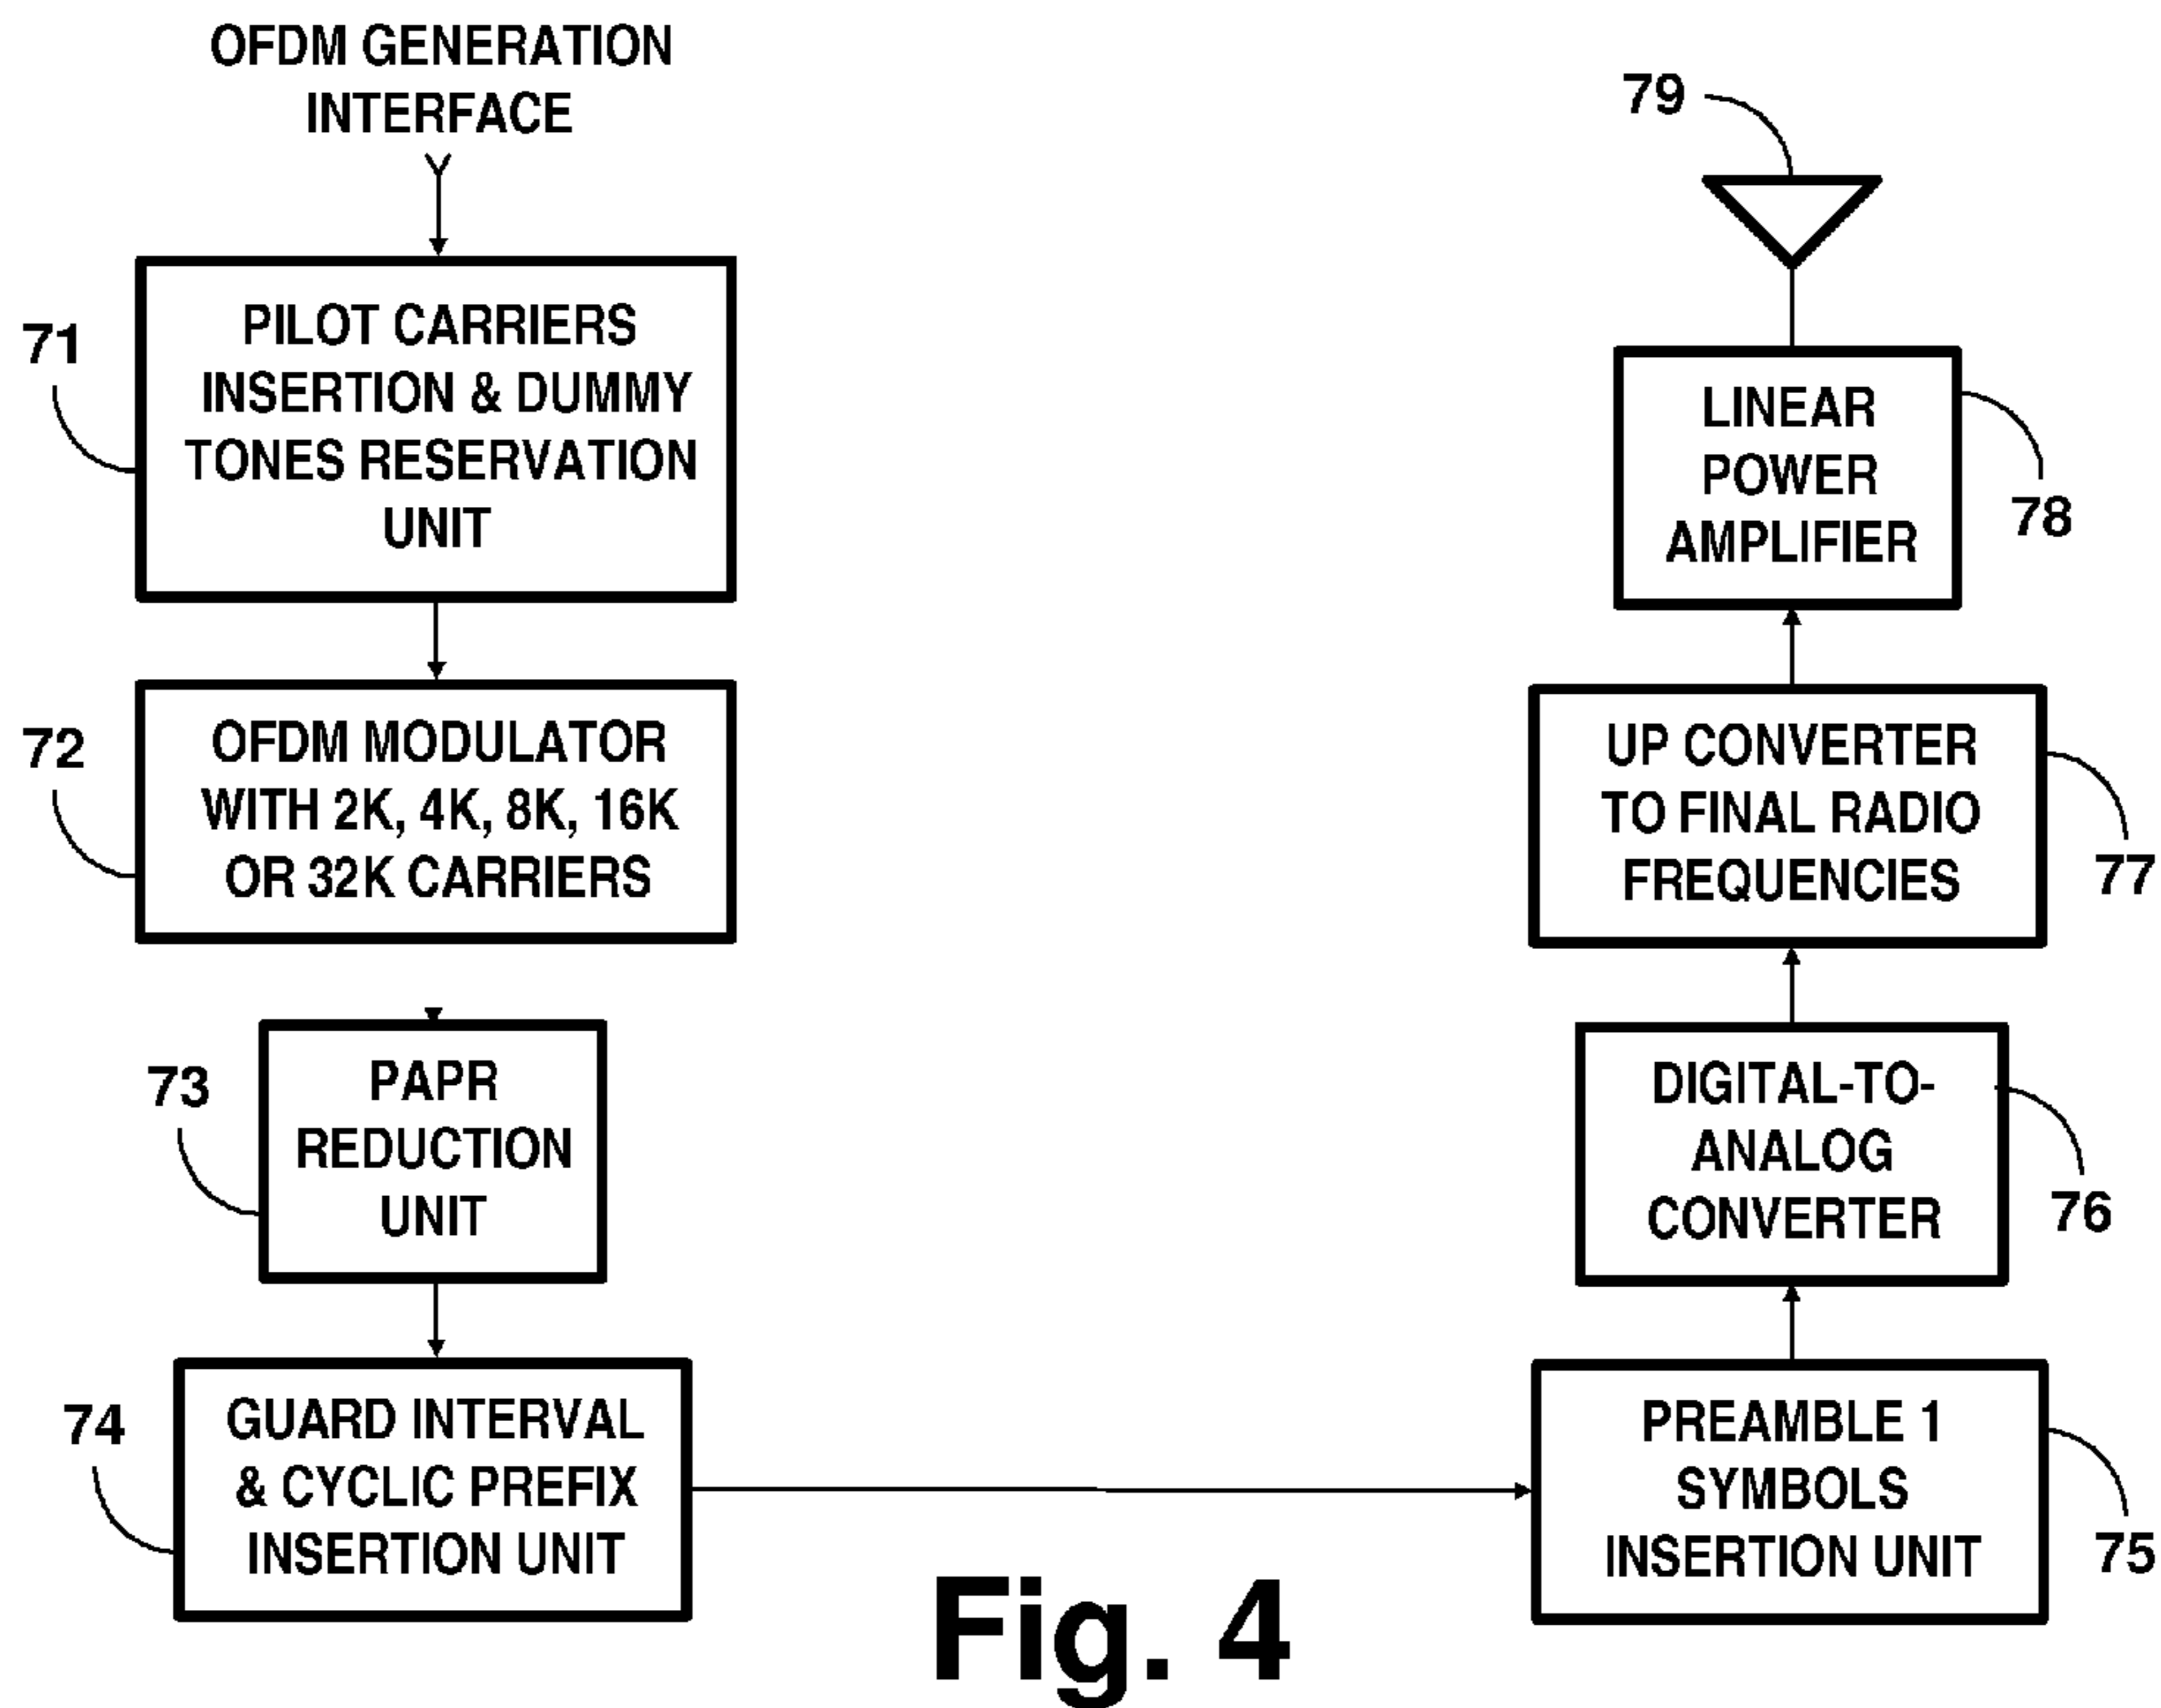 OFDM GENERATION
INTERFACE
71
PILOT CARRIERS
INSERTION & DUMMY
TONES RESERVATION
UNIT
72
OFDM MODULATOR
WITH 2K, 4K, 8K, 16K
OR 32K CARRIERS
73
PAPR
REDUCTION
UNIT
74
GUARD INTERVAL
& CYCLIC PREFIX
INSERTION UNIT
79
LINEAR
POWER
AMPLIFIER
78
UP CONVERTER
TO FINAL RADIO
FREQUENCIES
77
DIGITAL-TO-
ANALOG
CONVERTER
76
PREAMBLE 1
SYMBOLS
INSERTION UNIT
75
Fig. 4